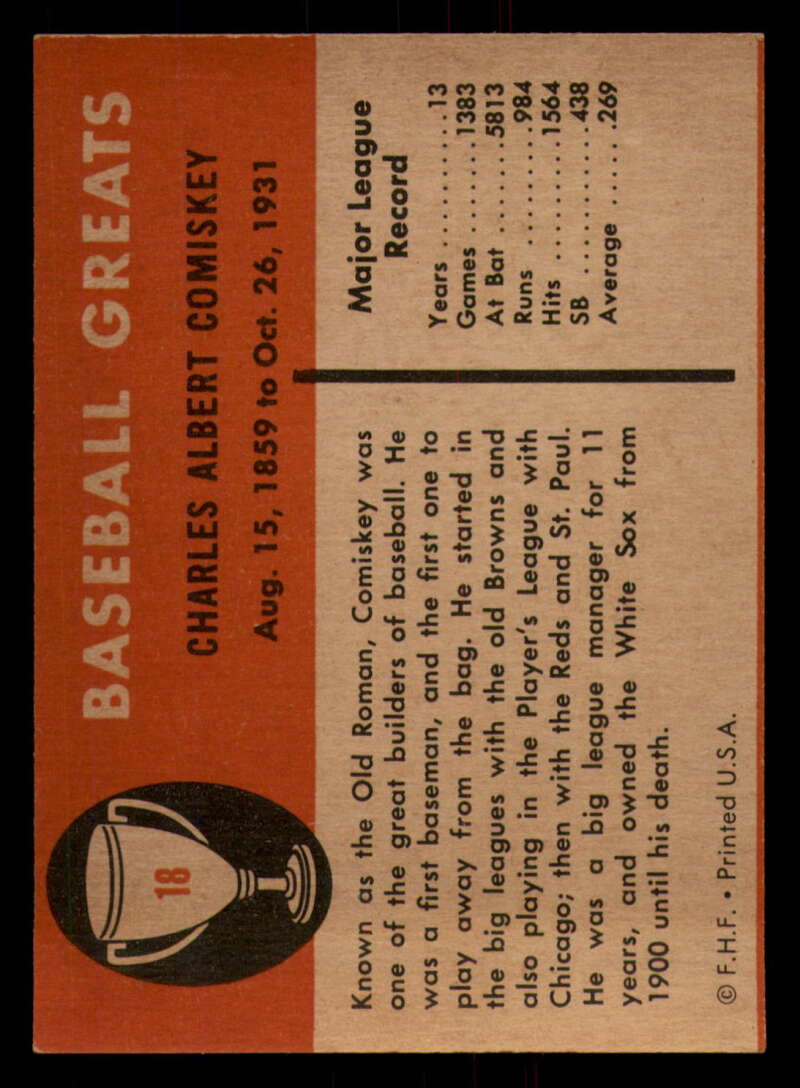 BASEBALL GREATS
CHARLES ALBERT COMISKEY
Aug. 15, 1859 to Oct. 26, 1931
18
Known as the Old Roman, Comiskey was
one of the great builders of baseball. He
was a first baseman, and the first one to
play away from the bag. He started in
the big leagues with the old Browns and
also playing in the Player's League with
Chicago; then with the Reds and St. Paul.
He was a big league manager for 11
years, and owned the White Sox from
1900 until his death.
Major League
Record
Years ..........13
Games ........1383
At Bat .......5813
Runs ..........984
Hits .........1564
SB ...........438
Average ......269
© F.H.F. • Printed U.S.A.